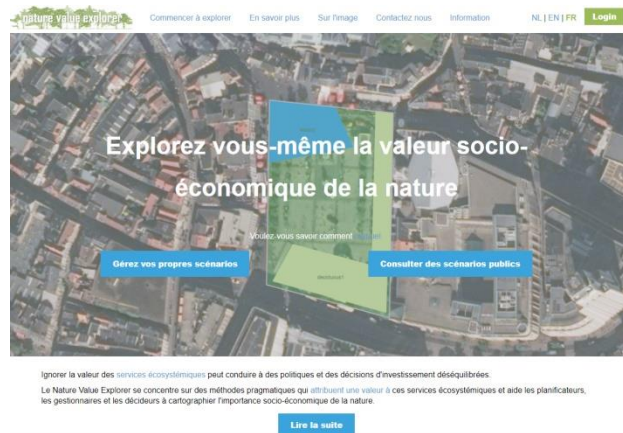 nature value explorer
Commencer à explorer En savoir plus Sur l'image Contactez nous Information NL | EN | FR Login
Explorez vous-même la valeur socio-
économique de la nature
Voulez-vous savoir comment
Gérez vos propres scénarios Consulter des scénarios publics
Ignorer la valeur des services écosystémiques peut conduire à des politiques et des décisions d'investissement déséquilibrées.
Le Nature Value Explorer se concentre sur des méthodes pragmatiques qui attribuent une valeur à ces services écosystémiques et aide les planificateurs,
les gestionnaires et les décideurs à cartographier l'importance socio-économique de la nature.
Lire la suite